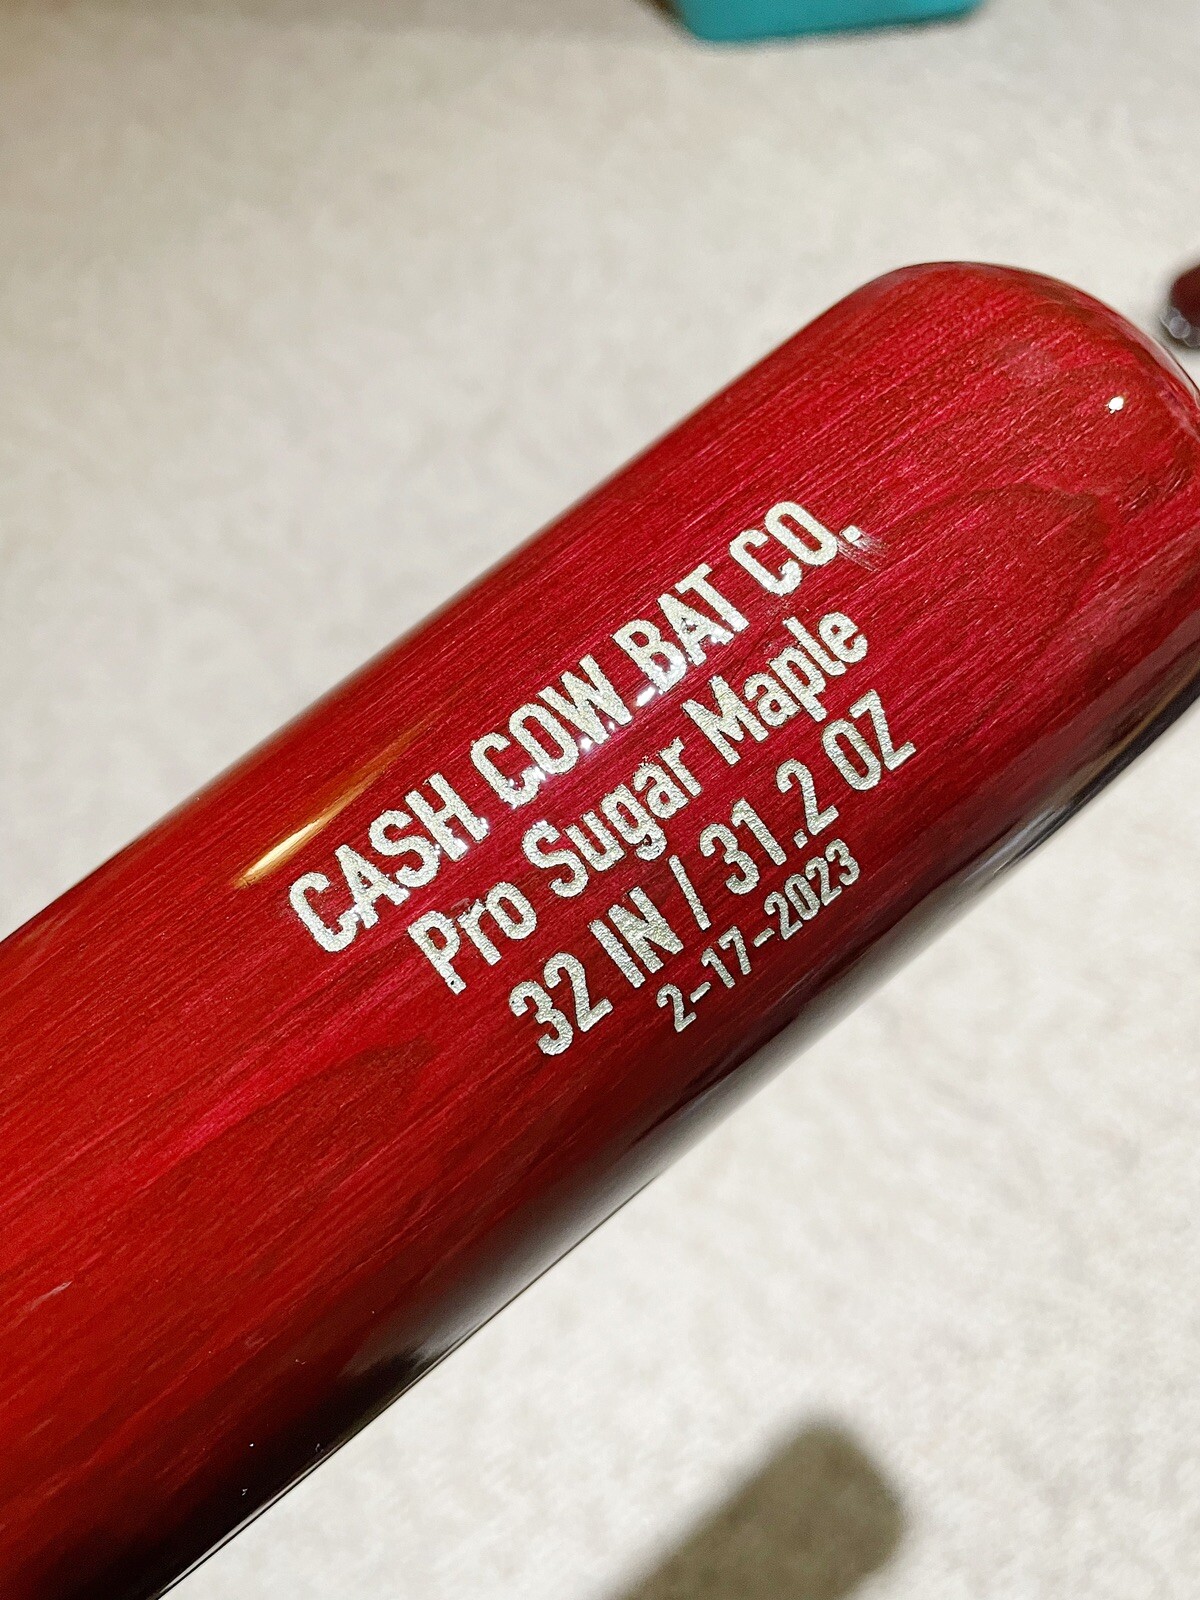 CASH COW BAT CO.
Pro Sugar Maple
32 IN / 31.2 OZ
2-17-2023